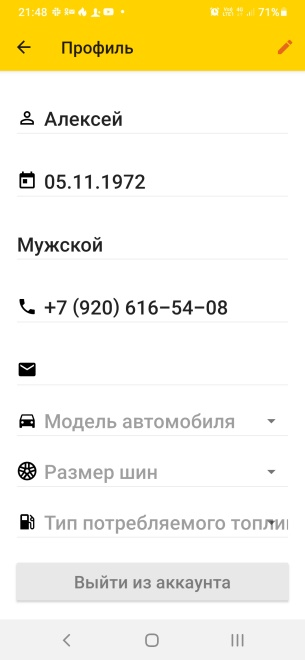 21:48 71%
Профиль
Алексей
05.11.1972
Мужской
+7 (920) 616-54-08
Модель автомобиля
Размер шин
Тип потребляемого топли
Выйти из аккаунта